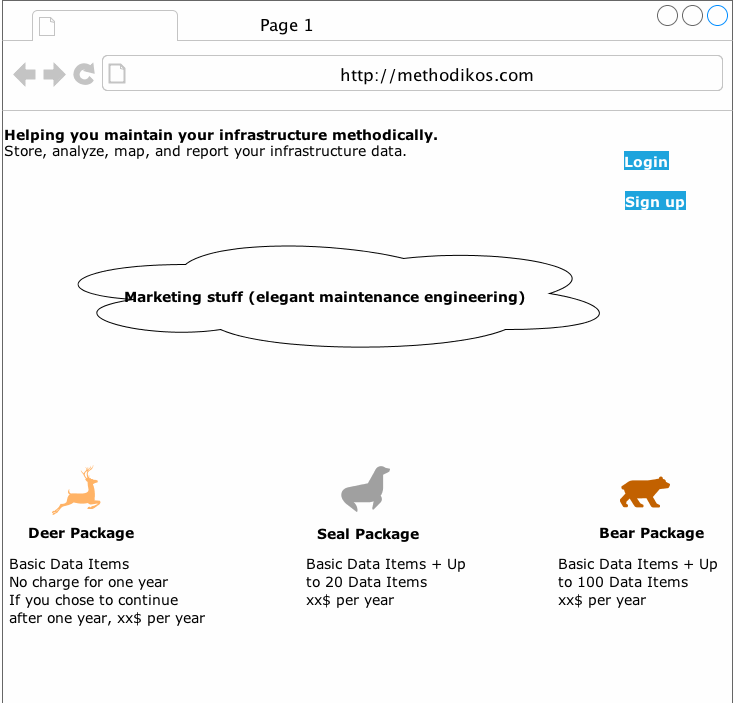 Page 1
http://methodikos.com
Helping you maintain your infrastructure methodically.
Store, analyze, map, and report your infrastructure data.
Login
Sign up
Marketing stuff (elegant maintenance engineering)
Deer Package
Basic Data Items
No charge for one year
If you chose to continue
after one year, xx$ per year
Seal Package
Basic Data Items + Up
to 20 Data Items
xx$ per year
Bear Package
Basic Data Items + Up
to 100 Data Items
xx$ per year